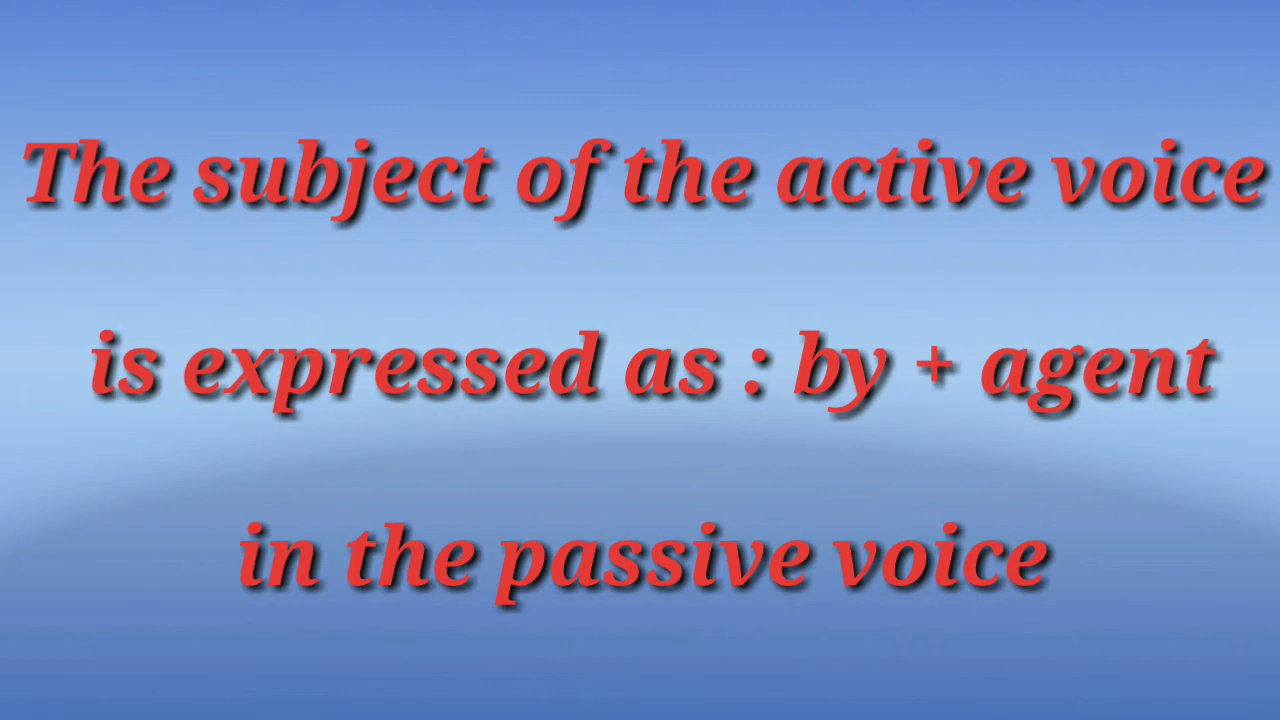 The subject of the active voice
is expressed as : by + agent
in the passive voice